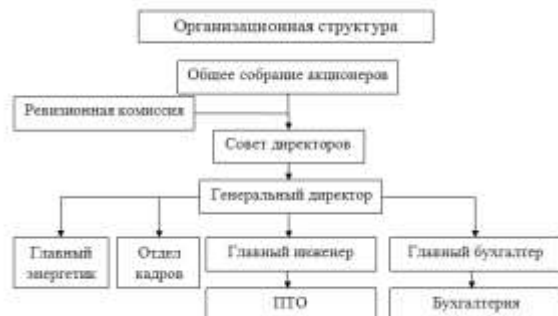 Организационная структура
Общее собрание акционеров
Ревизионная комиссия
Совет директоров
Генеральный директор
Главный
энергетик
Отдел
кадров
Главный инженер
Главный бухгалтер
ПТО
Бухгалтерия